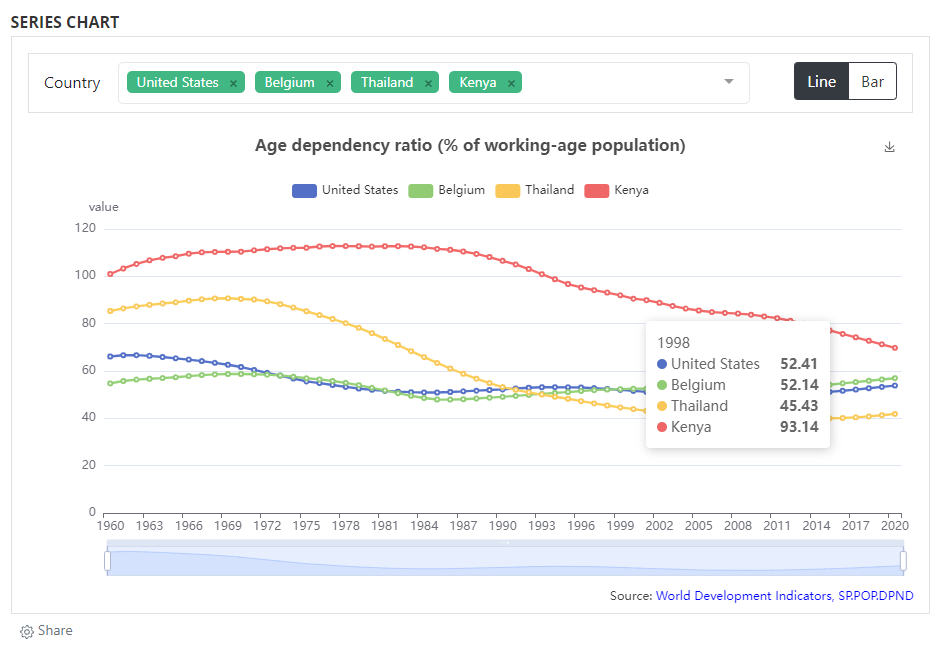 SERIES CHART
Country United States × Belgium × Thailand × Kenya × Line Bar
Age dependency ratio (% of working-age population)
United States Belgium Thailand Kenya
value
120
100
80
60
40
20
0
1998
United States 52.41
Belgium 52.14
Thailand 45.43
Kenya 93.14
1960 1963 1966 1969 1972 1975 1978 1981 1984 1987 1990 1993 1996 1999 2002 2005 2008 2011 2014 2017 2020
Source: World Development Indicators, SP.POP.DPND
Share